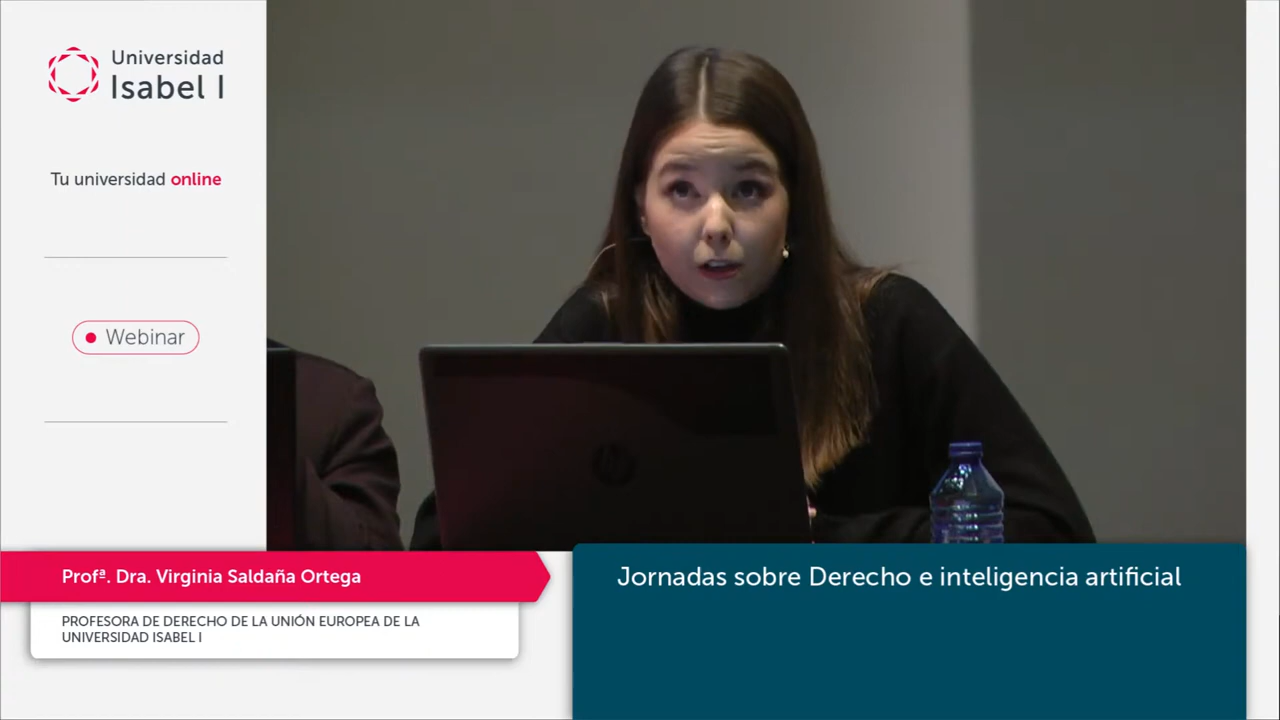 Universidad
Isabel I
Tu universidad online
Webinar
Profª. Dra. Virginia Saldaña Ortega
PROFESORA DE DERECHO DE LA UNIÓN EUROPEA DE LA
UNIVERSIDAD ISABEL I
Jornadas sobre Derecho e inteligencia artificial